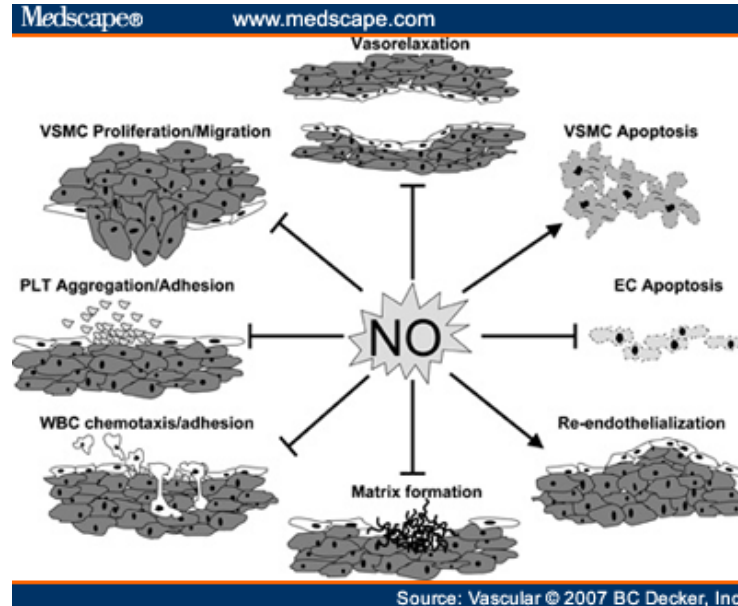 Medscape® www.medscape.com
Vasorelaxation
VSMC Proliferation/Migration
VSMC Apoptosis
PLT Aggregation/Adhesion
EC Apoptosis
NO
WBC chemotaxis/adhesion
Re-endothelialization
Matrix formation
Source: Vascular © 2007 BC Decker, Inc